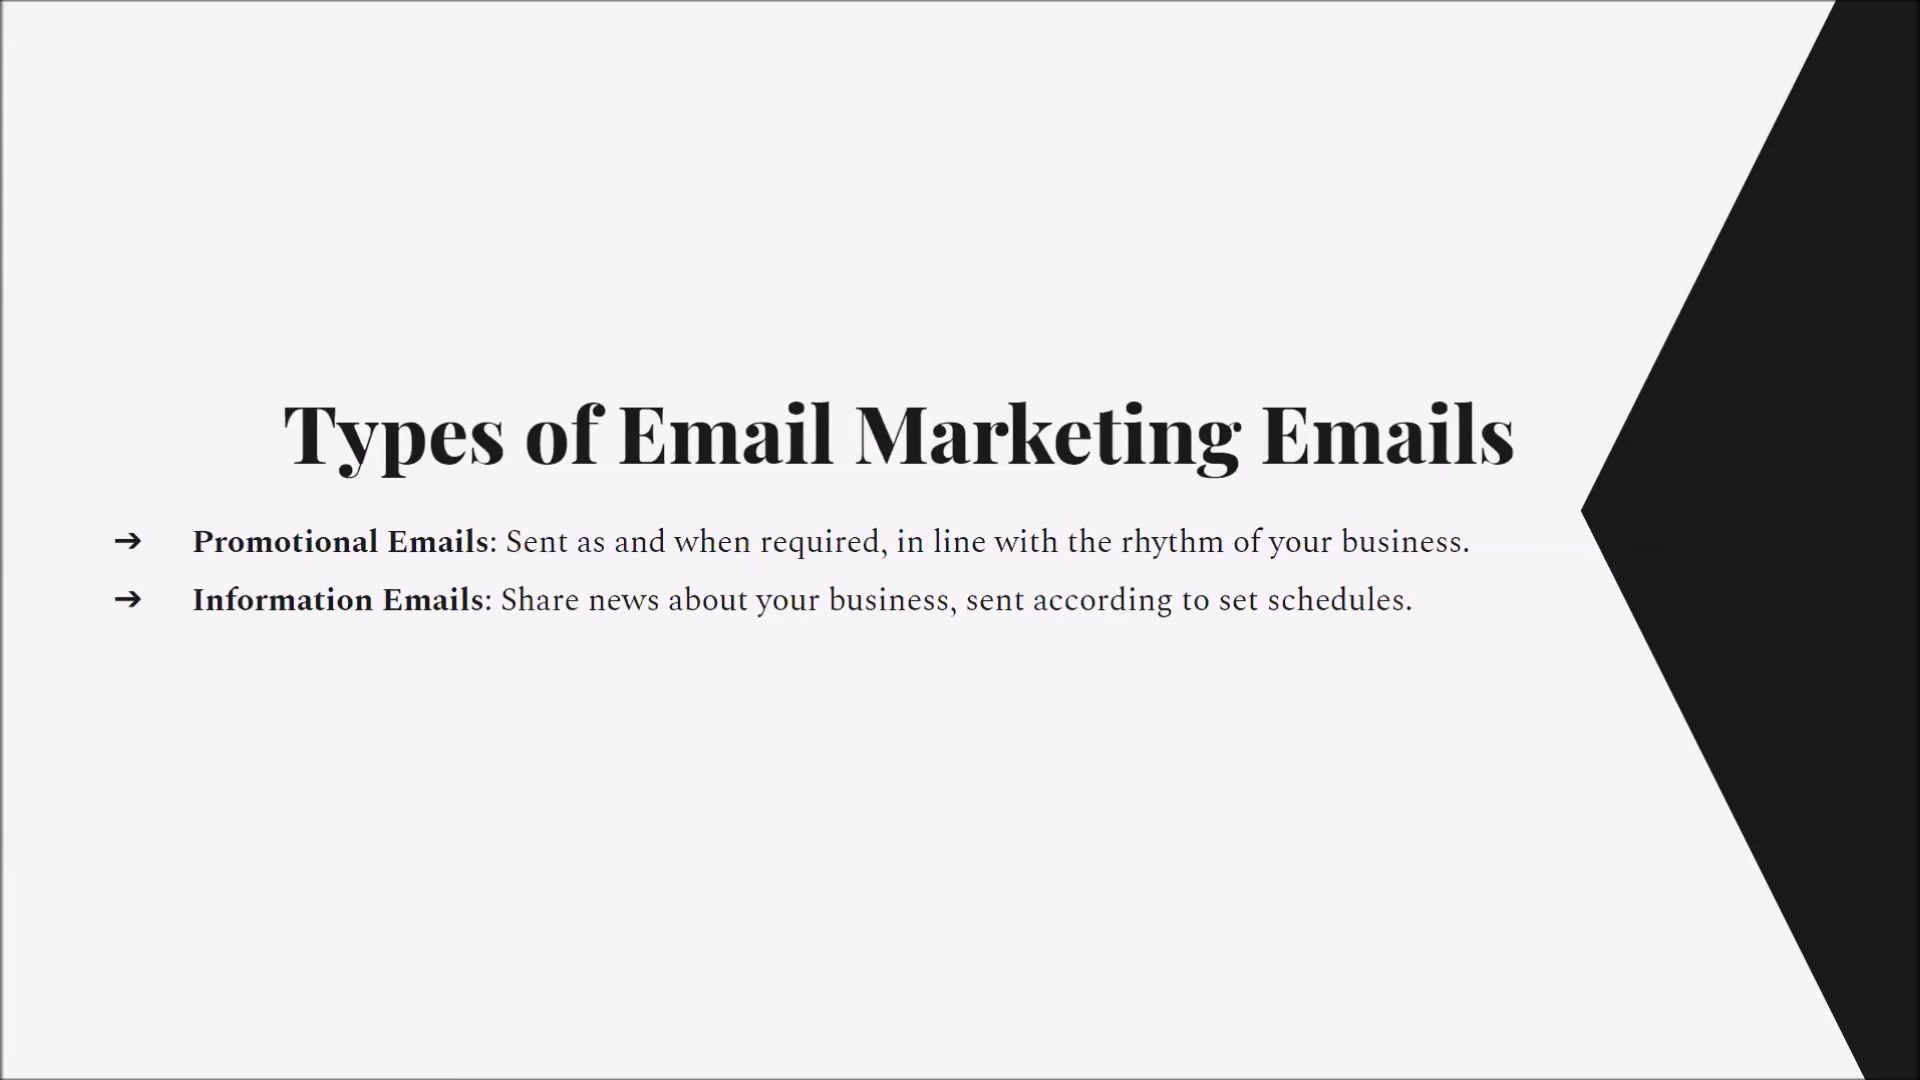 Types of Email Marketing Emails
➔ Promotional Emails: Sent as and when required, in line with the rhythm of your business.
➔ Information Emails: Share news about your business, sent according to set schedules.